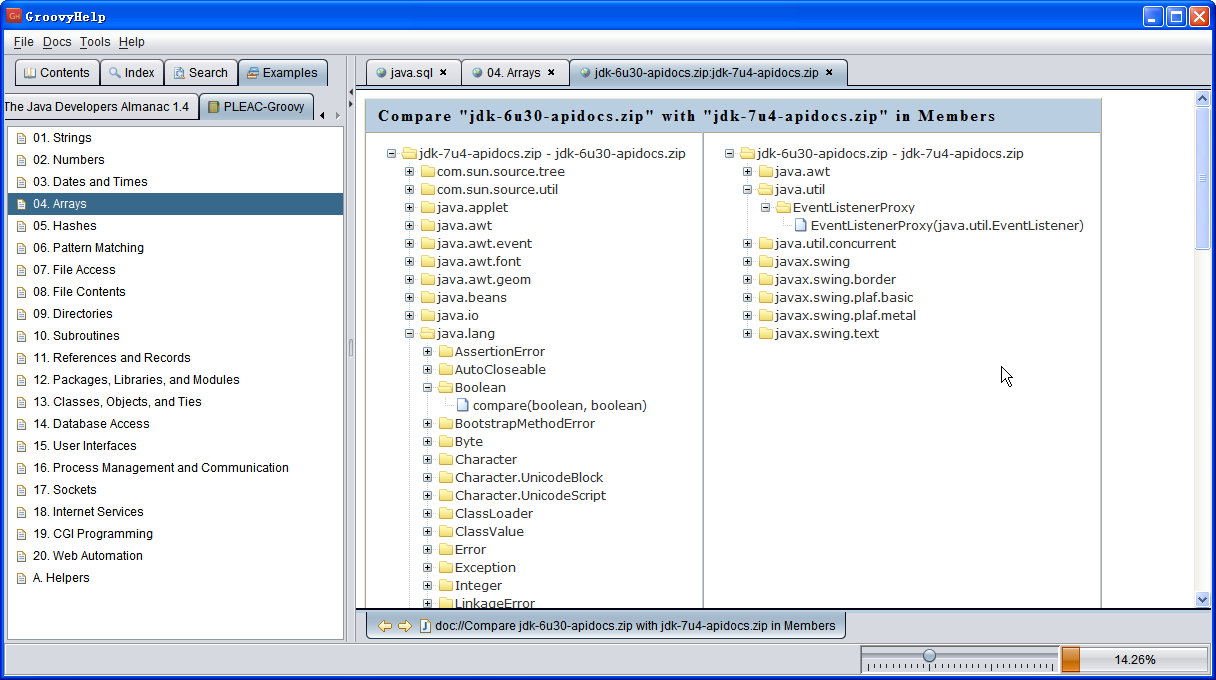 GroovyHelp
File Docs Tools Help
Contents Index Search Examples
The Java Developers Almanac 1.4 PLEAC-Groovy
01. Strings
02. Numbers
03. Dates and Times
04. Arrays
05. Hashes
06. Pattern Matching
07. File Access
08. File Contents
09. Directories
10. Subroutines
11. References and Records
12. Packages, Libraries, and Modules
13. Classes, Objects, and Ties
14. Database Access
15. User Interfaces
16. Process Management and Communication
17. Sockets
18. Internet Services
19. CGI Programming
20. Web Automation
A. Helpers
java.sql 04. Arrays jdk-6u30-apidocs.zip:jdk-7u4-apidocs.zip
Compare "jdk-6u30-apidocs.zip" with "jdk-7u4-apidocs.zip" in Members
jdk-7u4-apidocs.zip - jdk-6u30-apidocs.zip
com.sun.source.tree
com.sun.source.util
java.applet
java.awt
java.awt.event
java.awt.font
java.awt.geom
java.beans
java.io
java.lang
AssertionError
AutoCloseable
Boolean
compare(boolean, boolean)
BootstrapMethodError
Byte
Character
Character.UnicodeBlock
Character.UnicodeScript
ClassLoader
ClassValue
Error
Exception
Integer
LinkageError
jdk-6u30-apidocs.zip - jdk-7u4-apidocs.zip
java.awt
java.util
EventListenerProxy
EventListenerProxy(java.util.EventListener)
java.util.concurrent
javax.swing
javax.swing.border
javax.swing.plaf.basic
javax.swing.plaf.metal
javax.swing.text
doc://Compare jdk-6u30-apidocs.zip with jdk-7u4-apidocs.zip in Members
14.26%